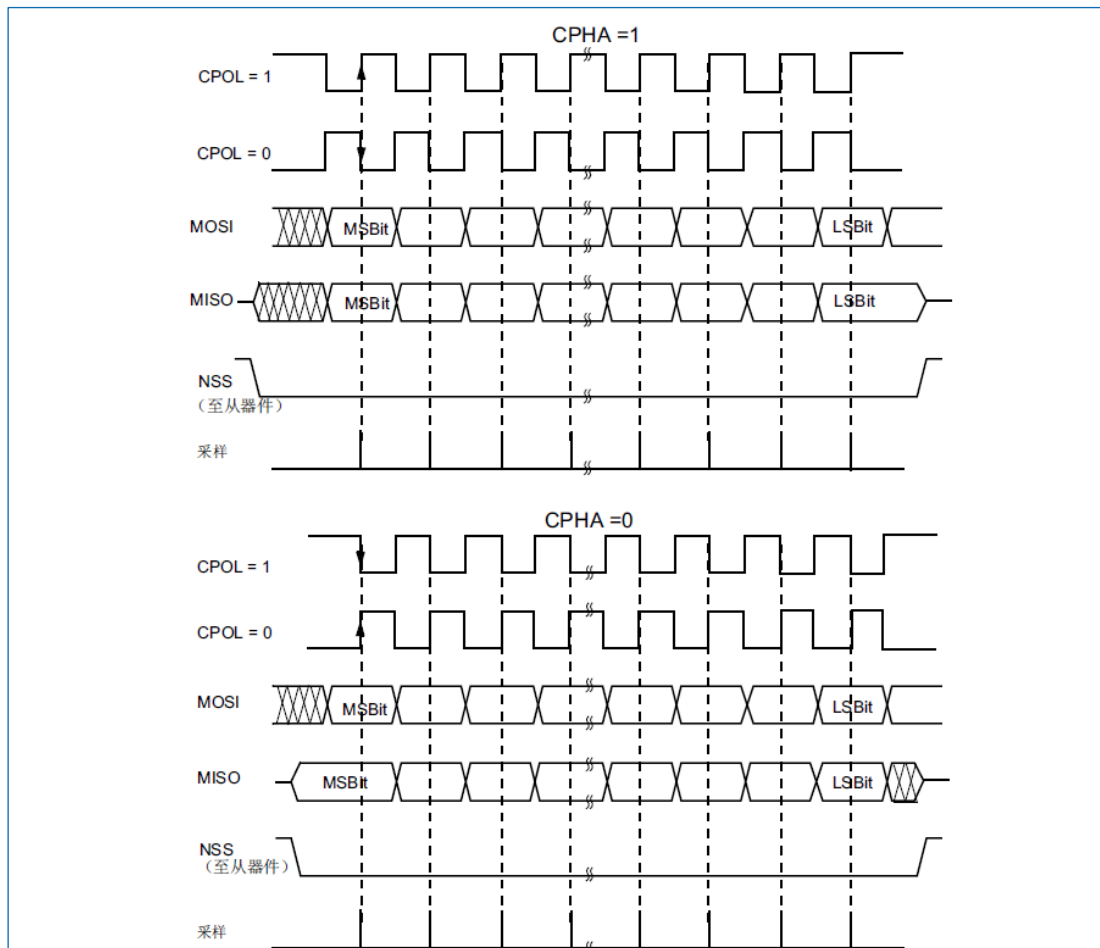 CPHA =1
CPOL = 1
CPOL = 0
MOSI MSBit LSBit
MISO MSBit LSBit
NSS
（至从器件）
采样
CPHA =0
CPOL = 1
CPOL = 0
MOSI MSBit LSBit
MISO MSBit LSBit
NSS
（至从器件）
采样